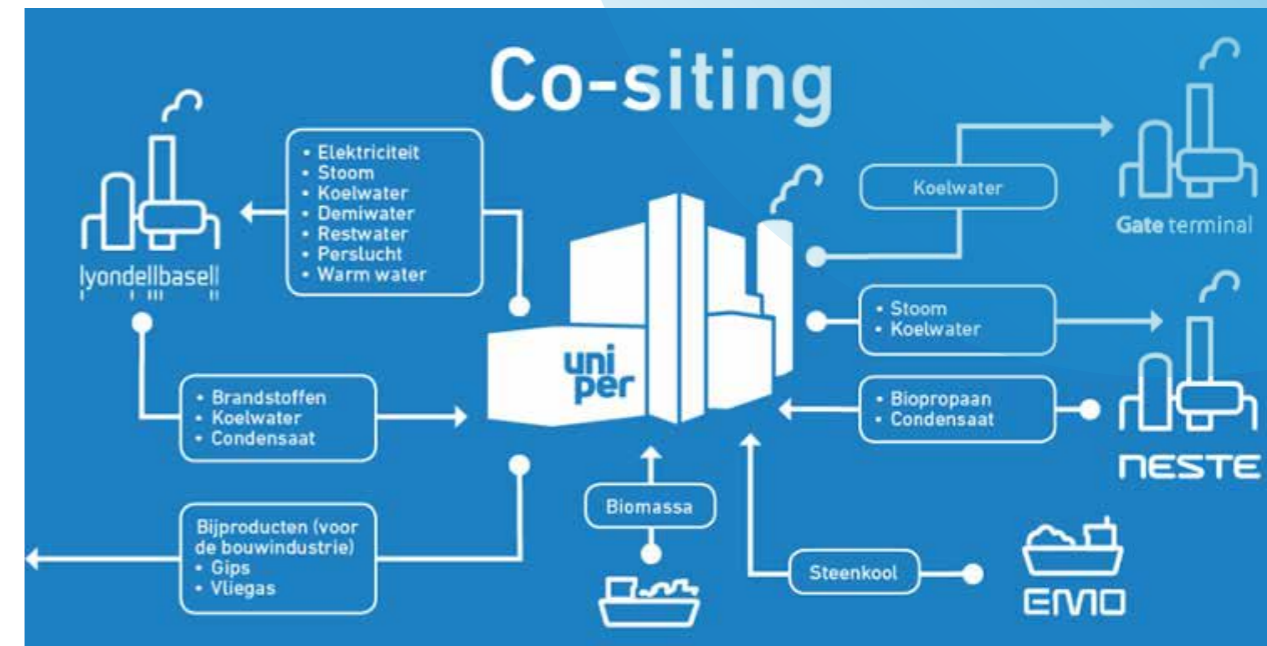 Co-siting
• Elektriciteit
• Stoom
• Koelwater
• Demiwater
• Restwater
• Perslucht
• Warm water
lyondellbasell
Koelwater
Gate terminal
• Stoom
• Koelwater
uni
per
• Brandstoffen
• Koelwater
• Condensaat
• Biopropaan
• Condensaat
NESTE
Bijproducten (voor
de bouwindustrie)
• Gips
• Vliegas
Biomassa
Steenkool
EMO